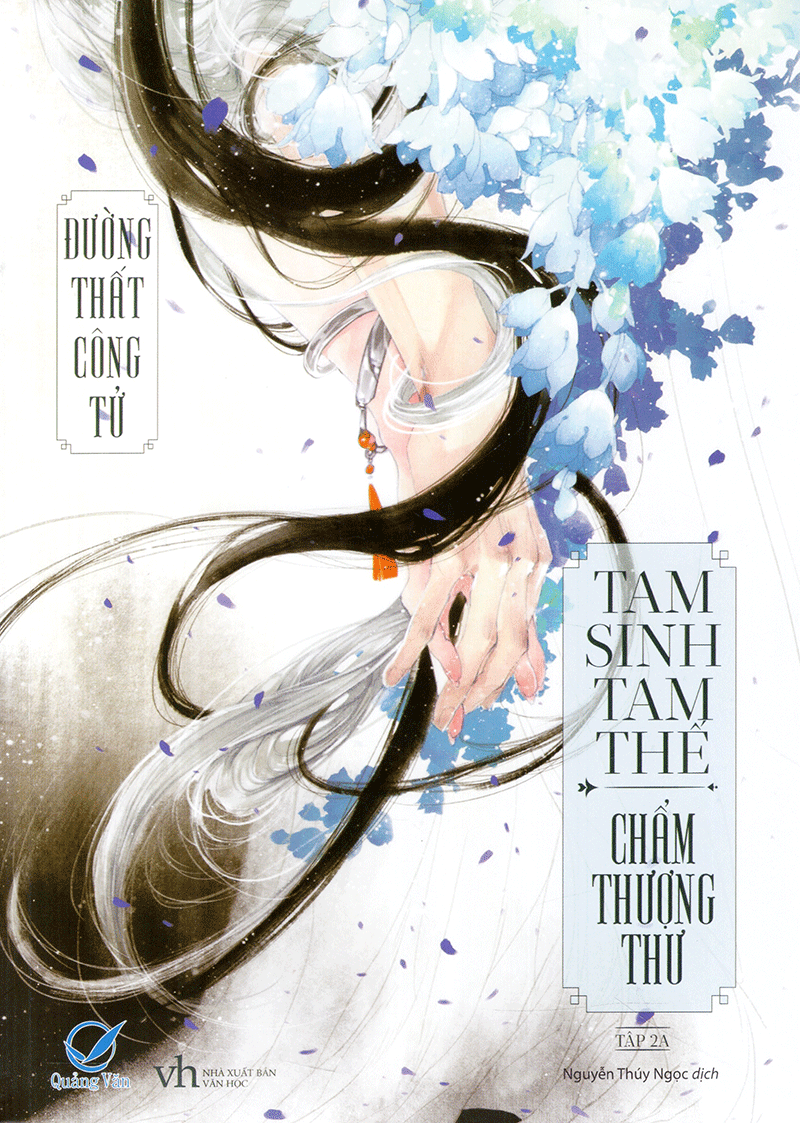 ĐƯỜNG
THẤT
CÔNG
TỬ
TAM
SINH
TAM
THẾ
CHẨM
THƯỢNG
THƯ
TẬP 2A
Nguyễn Thúy Ngọc dịch
Quảng Văn
vh
NHÀ XUẤT BẢN
VĂN HỌC